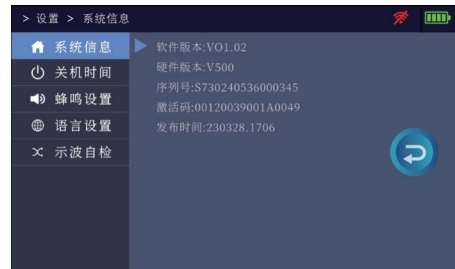 > 设置 > 系统信息
系统信息
关机时间
蜂鸣设置
语言设置
示波自检
软件版本:VO1.02
硬件版本:V500
序列号:S730240536000345
激活码:00120039001A0049
发布时间:230328.1706